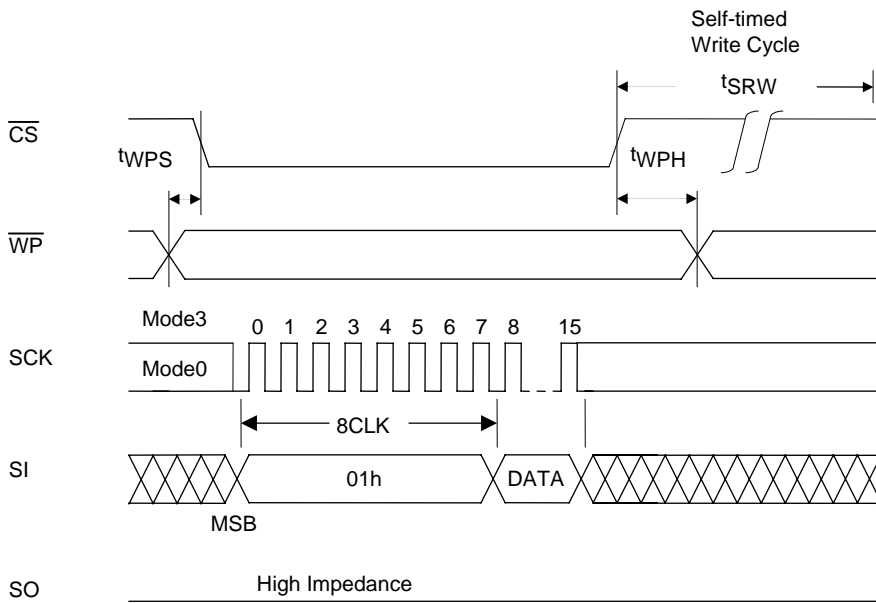 Self-timed
Write Cycle
tSRW
CS
tWPS
tWPH
WP
Mode3
0 1 2 3 4 5 6 7 8 15
SCK
Mode0
8CLK
SI
01h
DATA
MSB
High Impedance
SO